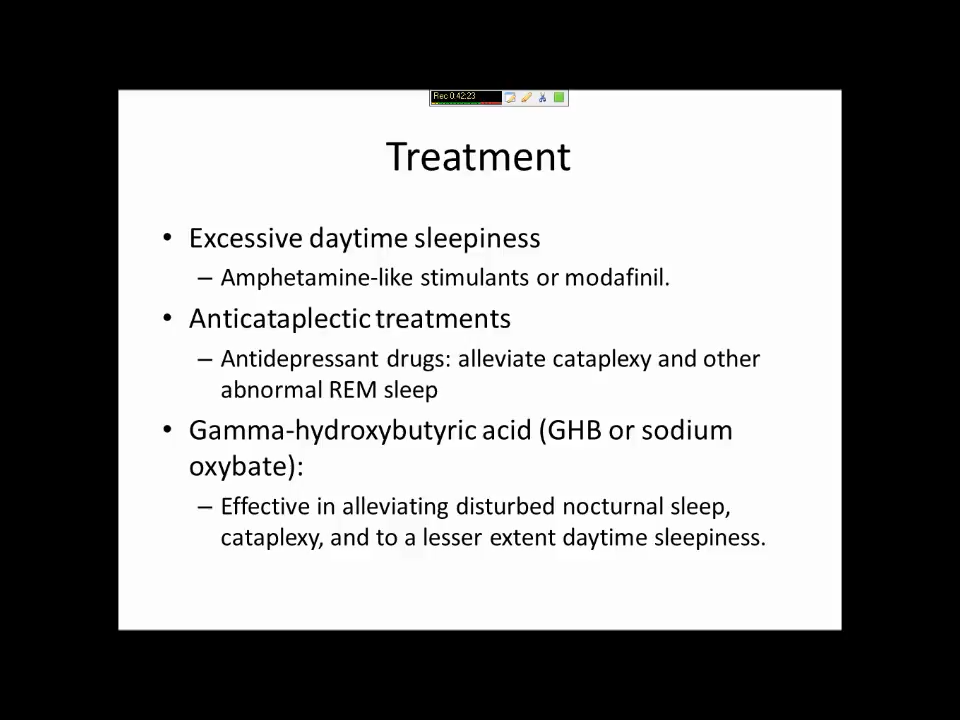 Rec 0:42:23
Treatment
• Excessive daytime sleepiness
– Amphetamine-like stimulants or modafinil.
• Anticataplectic treatments
– Antidepressant drugs: alleviate cataplexy and other
abnormal REM sleep
• Gamma-hydroxybutyric acid (GHB or sodium
oxybate):
– Effective in alleviating disturbed nocturnal sleep,
cataplexy, and to a lesser extent daytime sleepiness.